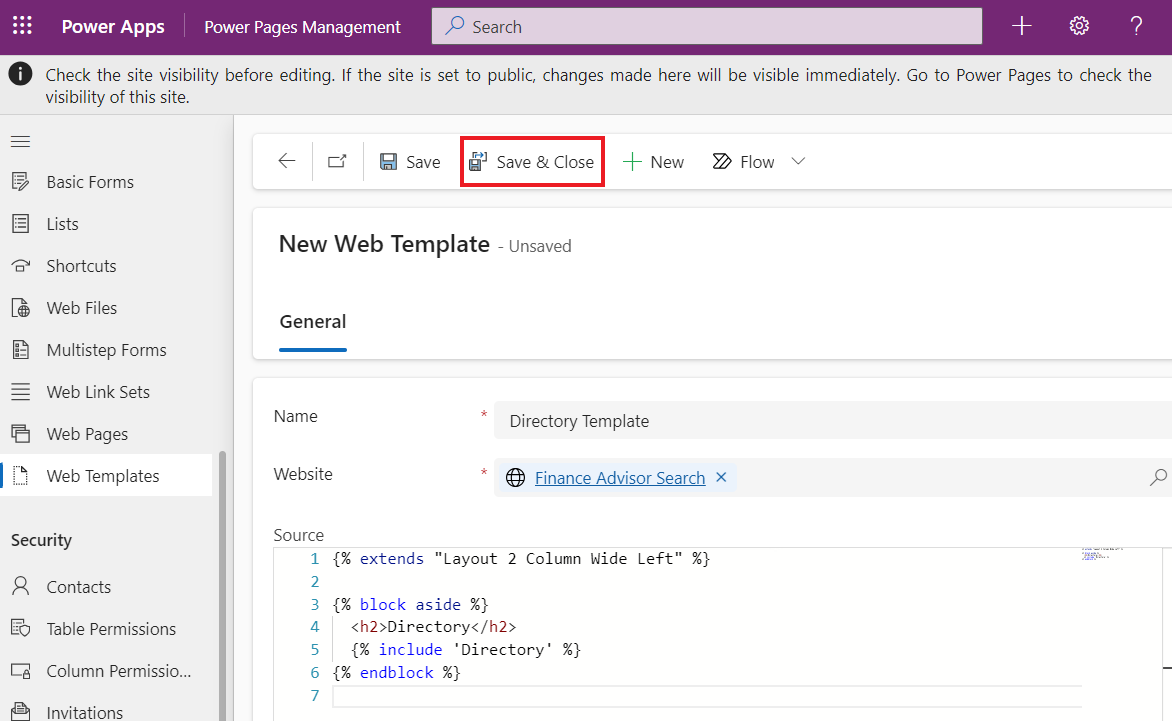 Power Apps Power Pages Management Search
Check the site visibility before editing. If the site is set to public, changes made here will be visible immediately. Go to Power Pages to check the
visibility of this site.
Basic Forms
Lists
Shortcuts
Web Files
Multistep Forms
Web Link Sets
Web Pages
Web Templates
Security
Contacts
Table Permissions
Column Permissio...
Invitations
Save Save & Close New Flow
New Web Template - Unsaved
General
Name * Directory Template
Website * Finance Advisor Search
Source
1 {% extends "Layout 2 Column Wide Left" %}
2
3 {% block aside %}
4 <h2>Directory</h2>
5 {% include 'Directory' %}
6 {% endblock %}
7